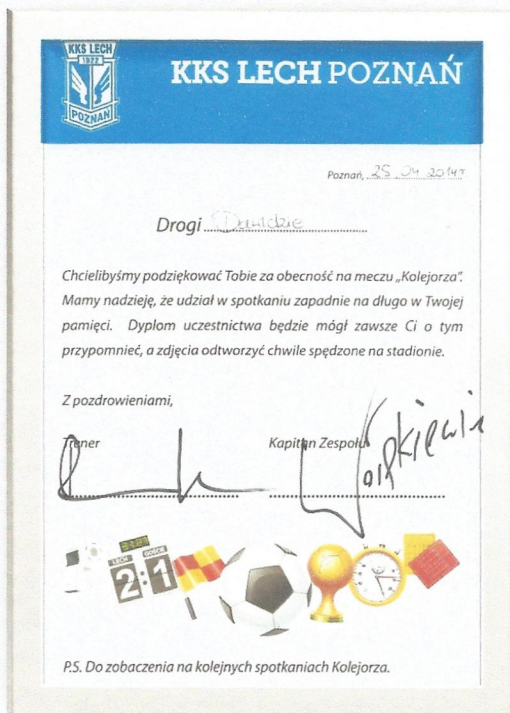 KKS LECH
1922
POZNAŃ
KKS LECH POZNAŃ
Poznań, 25.04.2014r
Drogi Dawidzie
Chcielibyśmy podziękować Tobie za obecność na meczu „Kolejorza”.
Mamy nadzieję, że udział w spotkaniu zapadnie na długo w Twojej
pamięci. Dyplom uczestnictwa będzie mógł zawsze Ci o tym
przypomnieć, a zdjęcia odtworzyć chwile spędzone na stadionie.
Z pozdrowieniami,
Trener
Kapitan Zespołu
LECH GOŚCIE
2:1
P.S. Do zobaczenia na kolejnych spotkaniach Kolejorza.